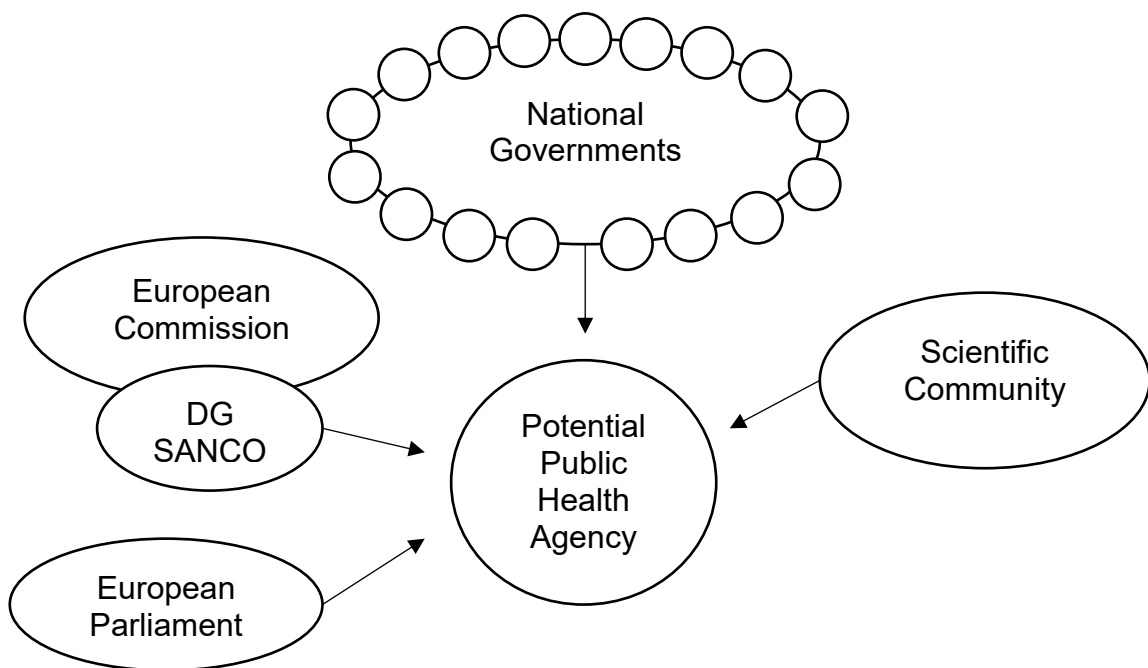 National
Governments
European
Commission
DG
SANCO
European
Parliament
Potential
Public
Health
Agency
Scientific
Community